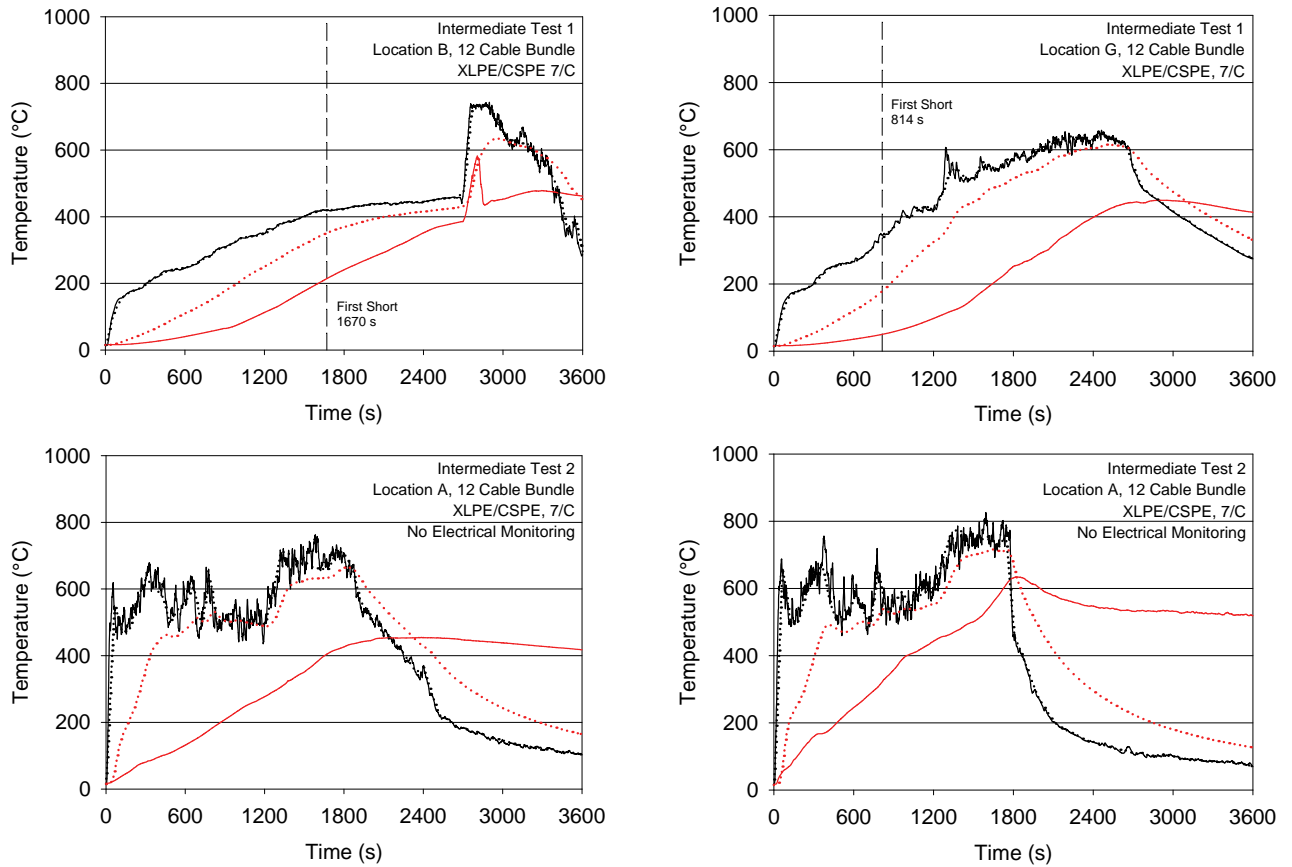 1000
800
600
400
200
0
Temperature (°C)
Intermediate Test 1
Location B, 12 Cable Bundle
XLPE/CSPE 7/C
First Short
1670 s
0 600 1200 1800 2400 3000 3600
Time (s)
1000
800
600
400
200
0
Temperature (°C)
Intermediate Test 1
Location G, 12 Cable Bundle
XLPE/CSPE, 7/C
First Short
814 s
0 600 1200 1800 2400 3000 3600
Time (s)
1000
800
600
400
200
0
Temperature (°C)
Intermediate Test 2
Location A, 12 Cable Bundle
XLPE/CSPE, 7/C
No Electrical Monitoring
0 600 1200 1800 2400 3000 3600
Time (s)
1000
800
600
400
200
0
Temperature (°C)
Intermediate Test 2
Location A, 12 Cable Bundle
XLPE/CSPE, 7/C
No Electrical Monitoring
0 600 1200 1800 2400 3000 3600
Time (s)